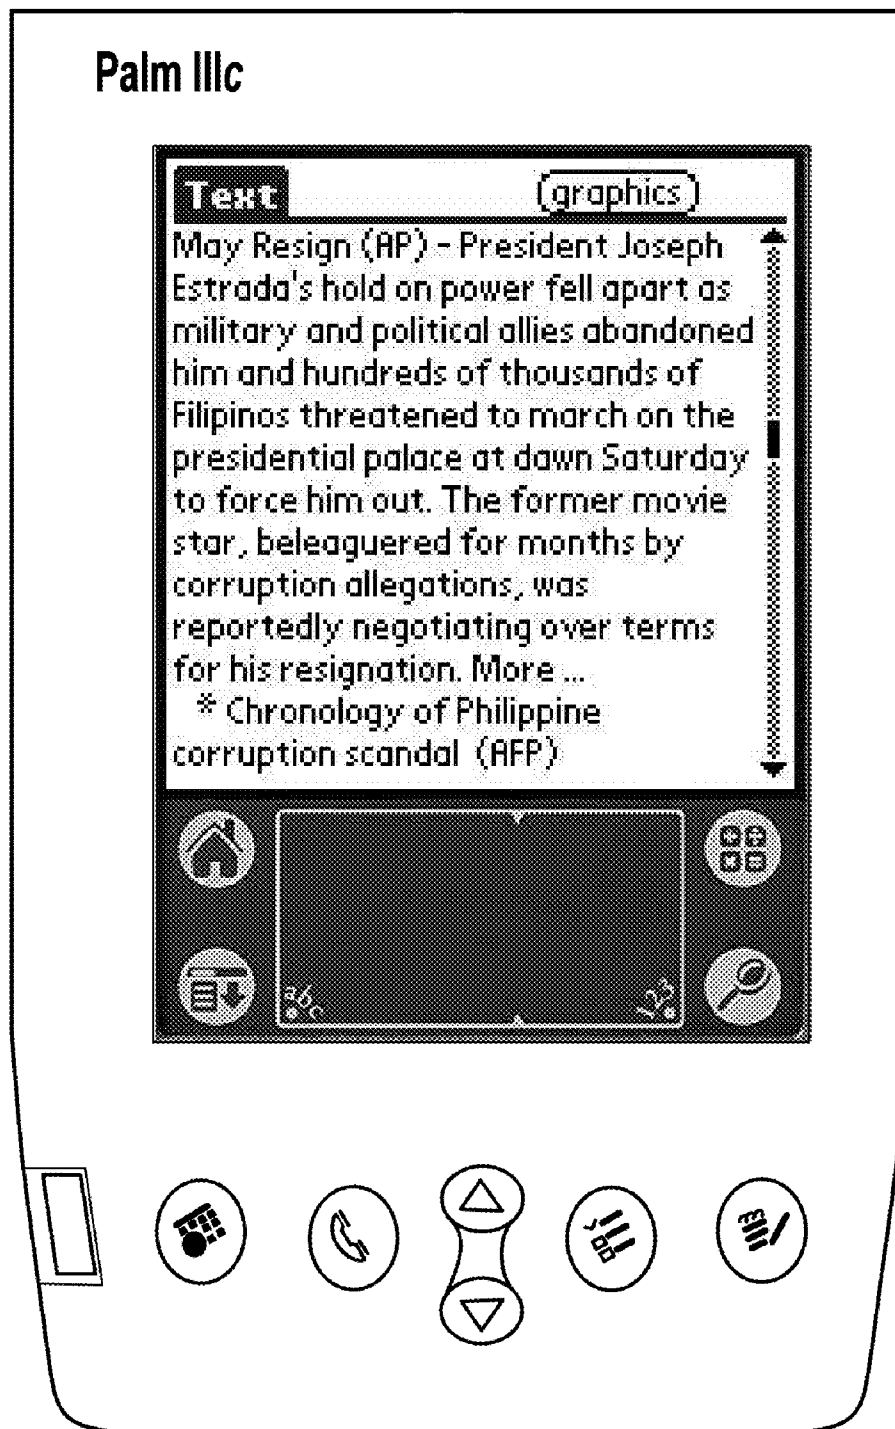 Palm IIIc
Text
graphics
May Resign (AP) - President Joseph
Estrada's hold on power fell apart as
military and political allies abandoned
him and hundreds of thousands of
Filipinos threatened to march on the
presidential palace at dawn Saturday
to force him out. The former movie
star, beleaguered for months by
corruption allegations, was
reportedly negotiating over terms
for his resignation. More ...
* Chronology of Philippine
corruption scandal (AFP)
abc
123